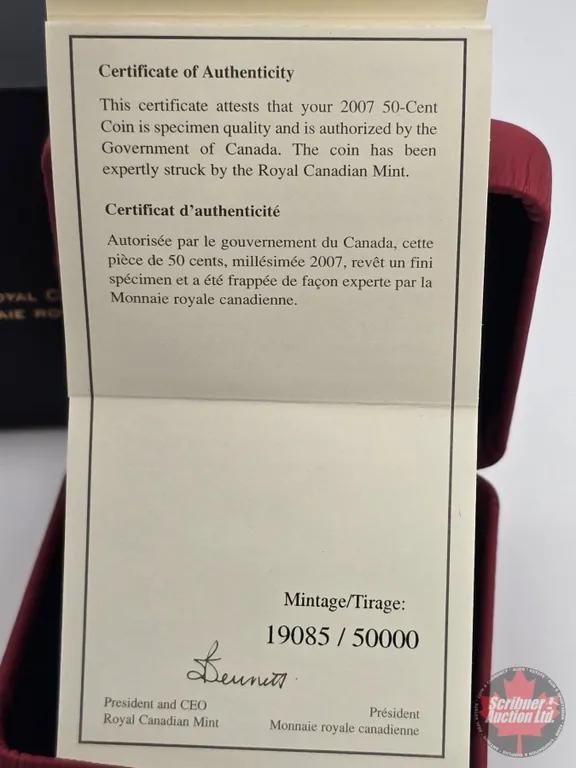 Certificate of Authenticity
This certificate attests that your 2007 50-Cent
Coin is specimen quality and is authorized by the
Government of Canada. The coin has been
expertly struck by the Royal Canadian Mint.
Certificat d'authenticité
Autorisée par le gouvernement du Canada, cette
pièce de 50 cents, millésimée 2007, revêt un fini
spécimen et a été frappée de façon experte par la
Monnaie royale canadienne.
OYAL C
AIE RO
Mintage/Tirage:
19085 / 50000
Bennett
President and CEO
Royal Canadian Mint
Président
Monnaie royale canadienne
Scribner
Auction Ltd.